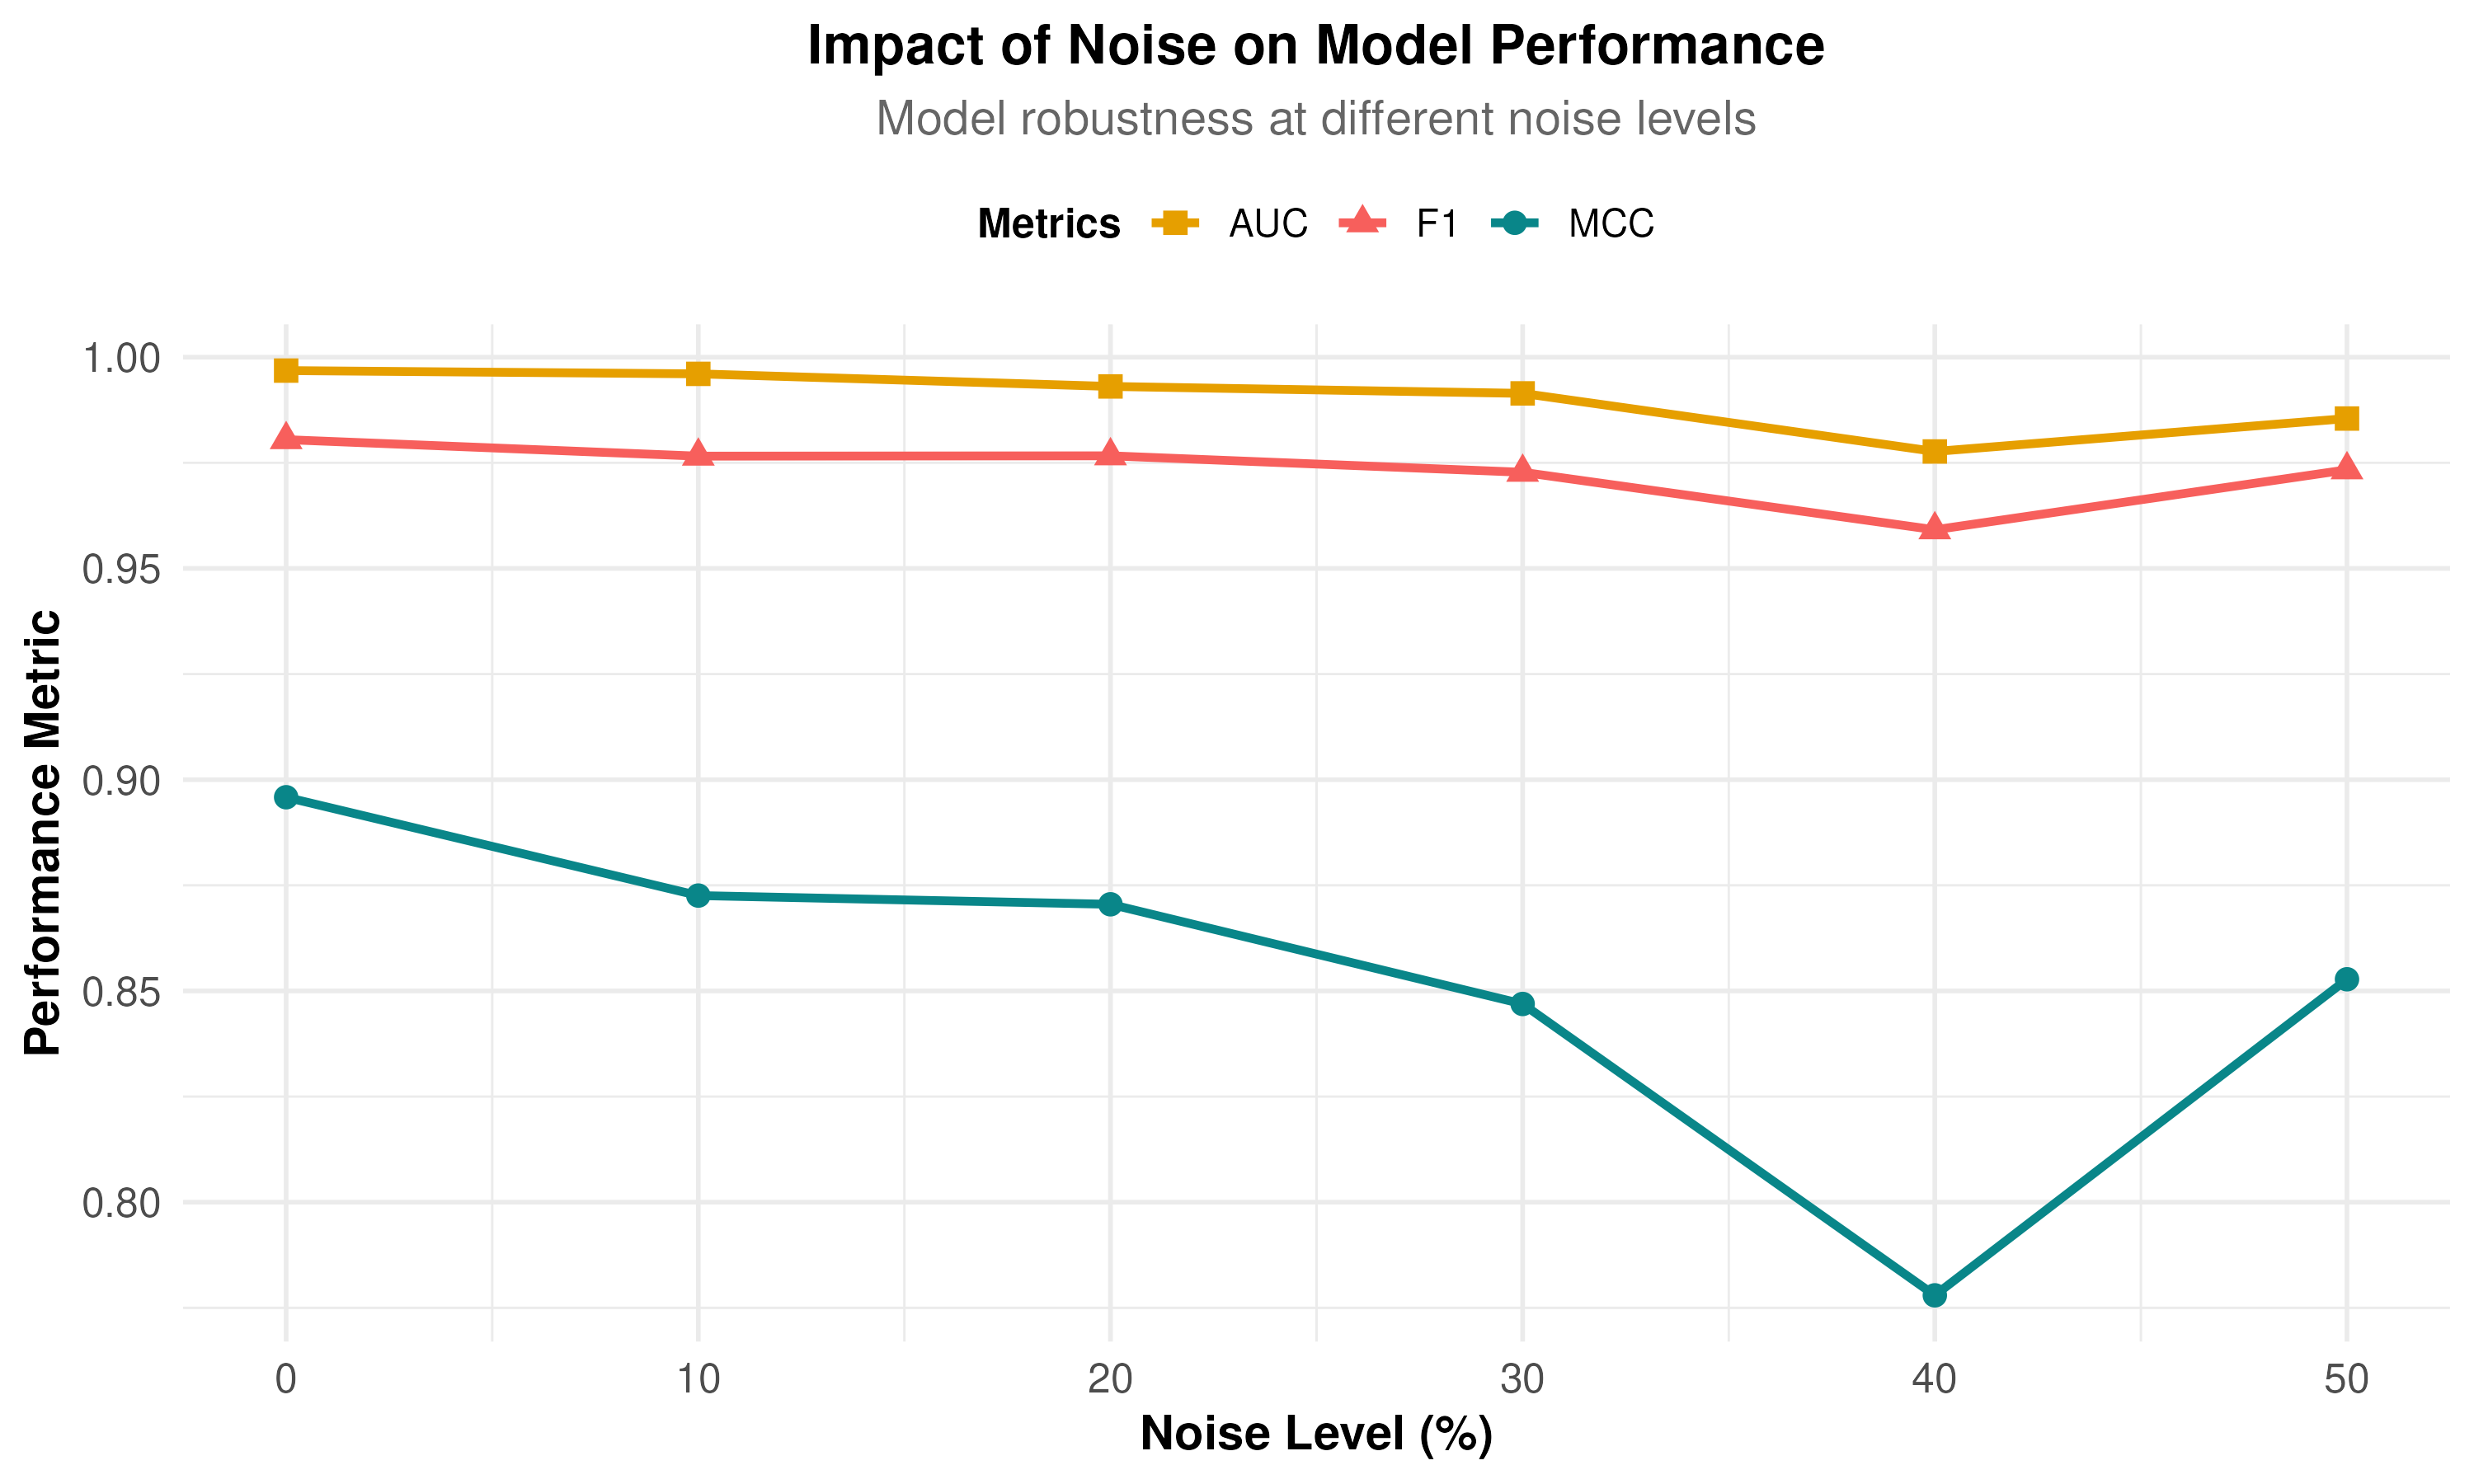 Impact of Noise on Model Performance
Model robustness at different noise levels
Metrics AUC F1 MCC
1.00
0.95
0.90
0.85
0.80
Performance Metric
0 10 20 30 40 50
Noise Level (%)